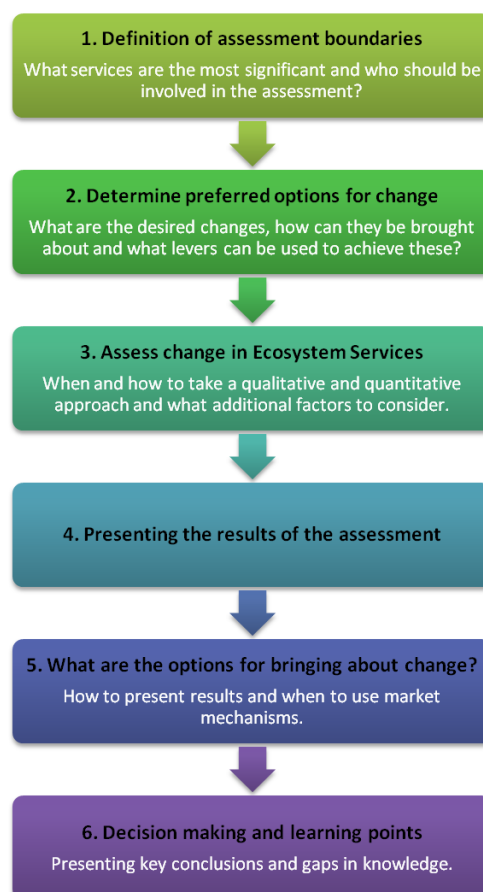 1. Definition of assessment boundaries
What services are the most significant and who should be
involved in the assessment?
2. Determine preferred options for change
What are the desired changes, how can they be brought
about and what levers can be used to achieve these?
3. Assess change in Ecosystem Services
When and how to take a qualitative and quantitative
approach and what additional factors to consider.
4. Presenting the results of the assessment
5. What are the options for bringing about change?
How to present results and when to use market
mechanisms.
6. Decision making and learning points
Presenting key conclusions and gaps in knowledge.